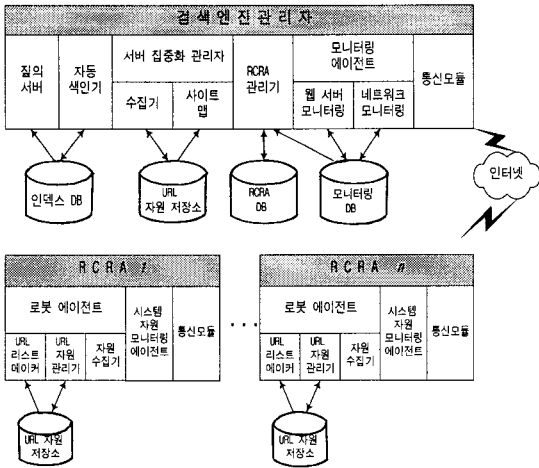 검색엔진관리자
질의
서버
자동
색인기
서버 집중화 관리자
수집기
사이트
맵
RCRA
관리기
모니터링
에이전트
웹 서버
모니터링
네트워크
모니터링
통신모듈
인덱스 DB
URL
자원 저장소
RCRA
DB
모니터링
DB
인터넷
RCRA 1
로봇 에이전트
URL
리스트
메이커
URL
자원
관리기
자원
수집기
시스템
자원
모니터링
에이전트
통신모듈
URL 자원
저장소
...
RCRA n
로봇 에이전트
URL
리스트
메이커
URL
자원
관리기
자원
수집기
시스템
자원
모니터링
에이전트
통신모듈
URL 자원
저장소